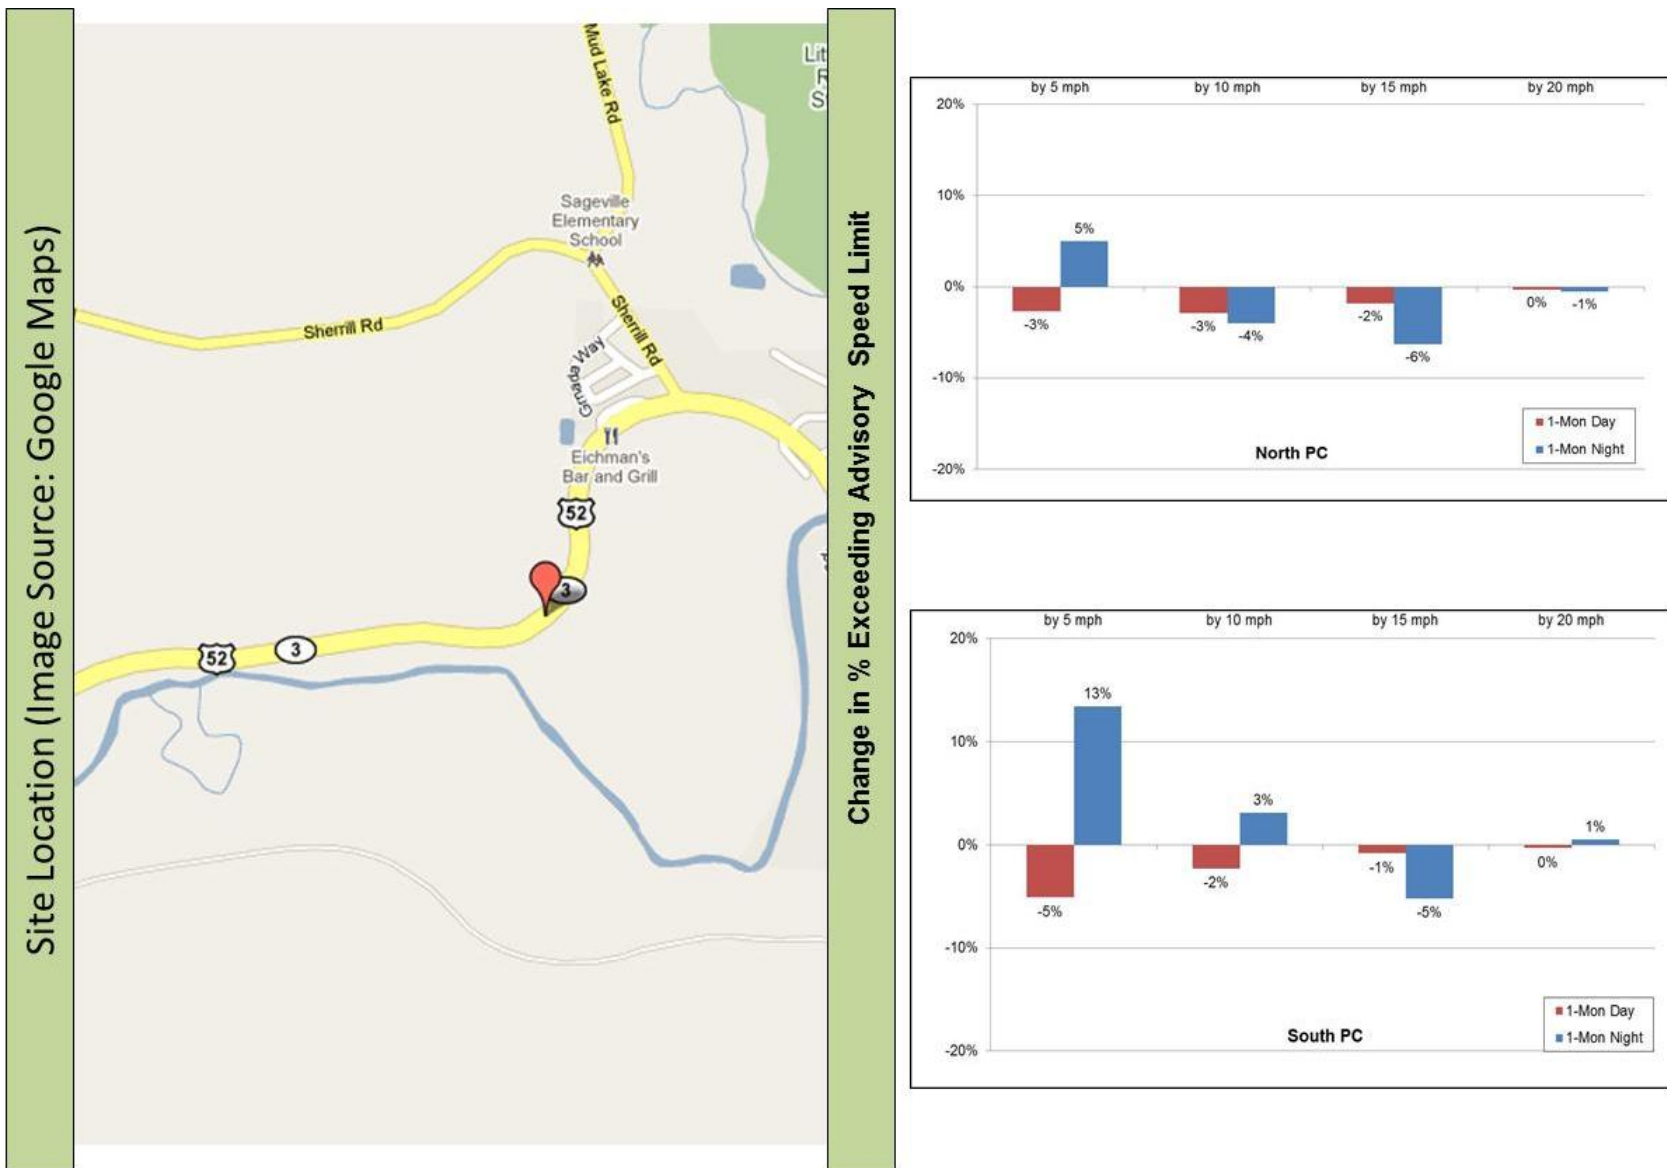 Site Location (Image Source: Google Maps)
Mud Lake Rd
Sageville
Elementary
School
Sherrill Rd
Sherrill Rd
Gmapa Way
Eichman's
Bar and Grill
52
3
52
3
Change in % Exceeding Advisory Speed Limit
by 5 mph by 10 mph by 15 mph by 20 mph
20%
10%
5%
0%
0% -1%
-3% -3% -4% -2% -6%
-10%
1-Mon Day
1-Mon Night
North PC
-20%
by 5 mph by 10 mph by 15 mph by 20 mph
20%
13%
10%
3%
1%
0%
-5% -2% -1% -5% 0%
-10%
1-Mon Day
1-Mon Night
South PC
-20%